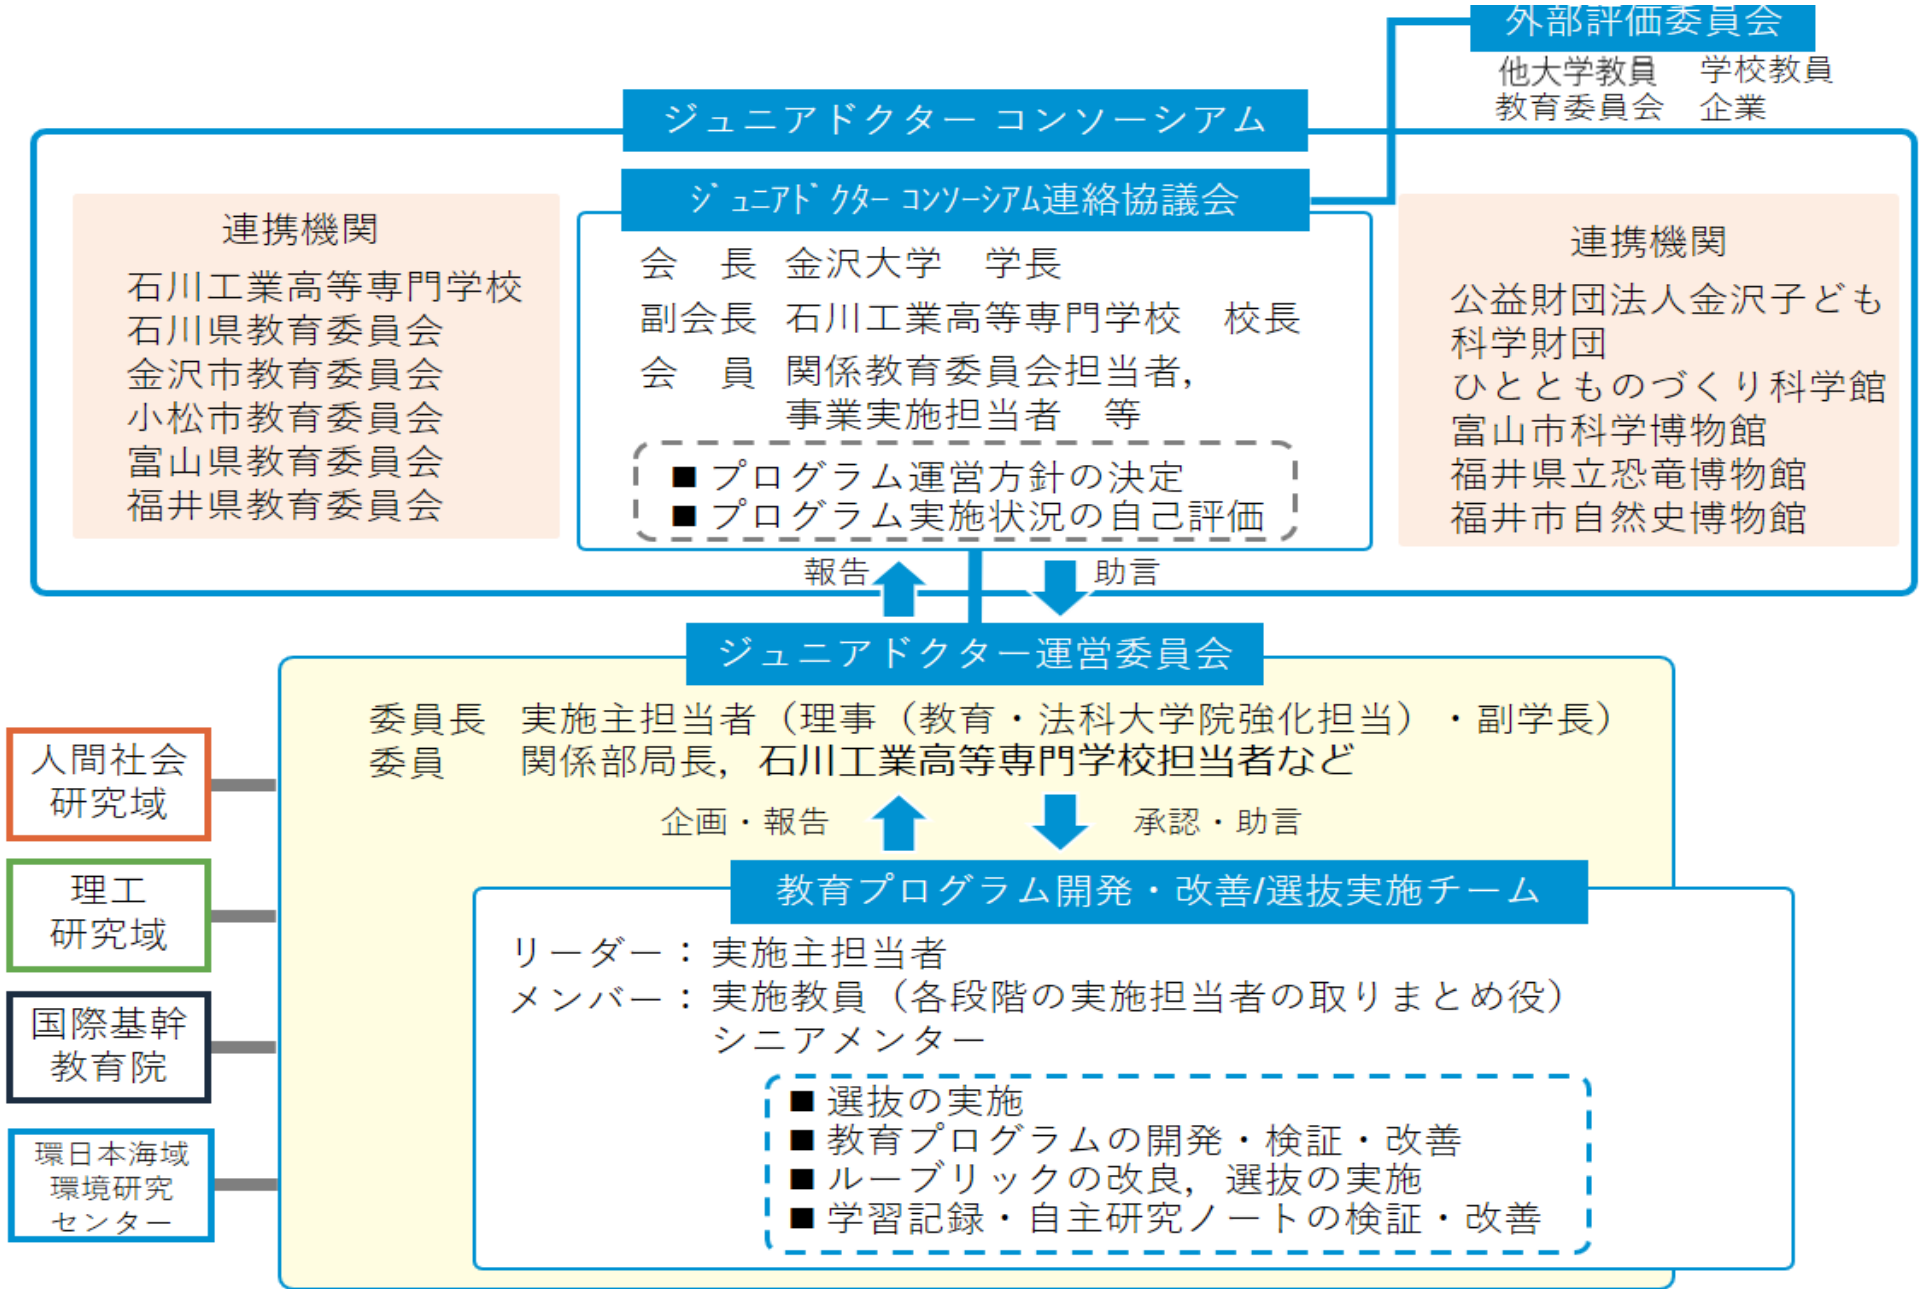 外部評価委員会
他大学教員　学校教員
教育委員会　企業
ジュニアドクター コンソーシアム
連携機関
石川工業高等専門学校
石川県教育委員会
金沢市教育委員会
小松市教育委員会
富山県教育委員会
福井県教育委員会
ｼﾞｭﾆｱﾄﾞｸﾀｰ ｺﾝｿｰｼｱﾑ連絡協議会
会　長　金沢大学　学長
副会長　石川工業高等専門学校　校長
会　員　関係教育委員会担当者，
事業実施担当者　等
■ プログラム運営方針の決定
■ プログラム実施状況の自己評価
連携機関
公益財団法人金沢子ども
科学財団
ひととものづくり科学館
富山市科学博物館
福井県立恐竜博物館
福井市自然史博物館
報告
助言
ジュニアドクター運営委員会
委員長　実施主担当者（理事（教育・法科大学院強化担当）・副学長）
委員　関係部局長，石川工業高等専門学校担当者など
企画・報告
承認・助言
人間社会
研究域
理工
研究域
国際基幹
教育院
環日本海域
環境研究
センター
教育プログラム開発・改善/選抜実施チーム
リーダー：実施主担当者
メンバー：実施教員（各段階の実施担当者の取りまとめ役）
シニアメンター
■ 選抜の実施
■ 教育プログラムの開発・検証・改善
■ ルーブリックの改良，選抜の実施
■ 学習記録・自主研究ノートの検証・改善